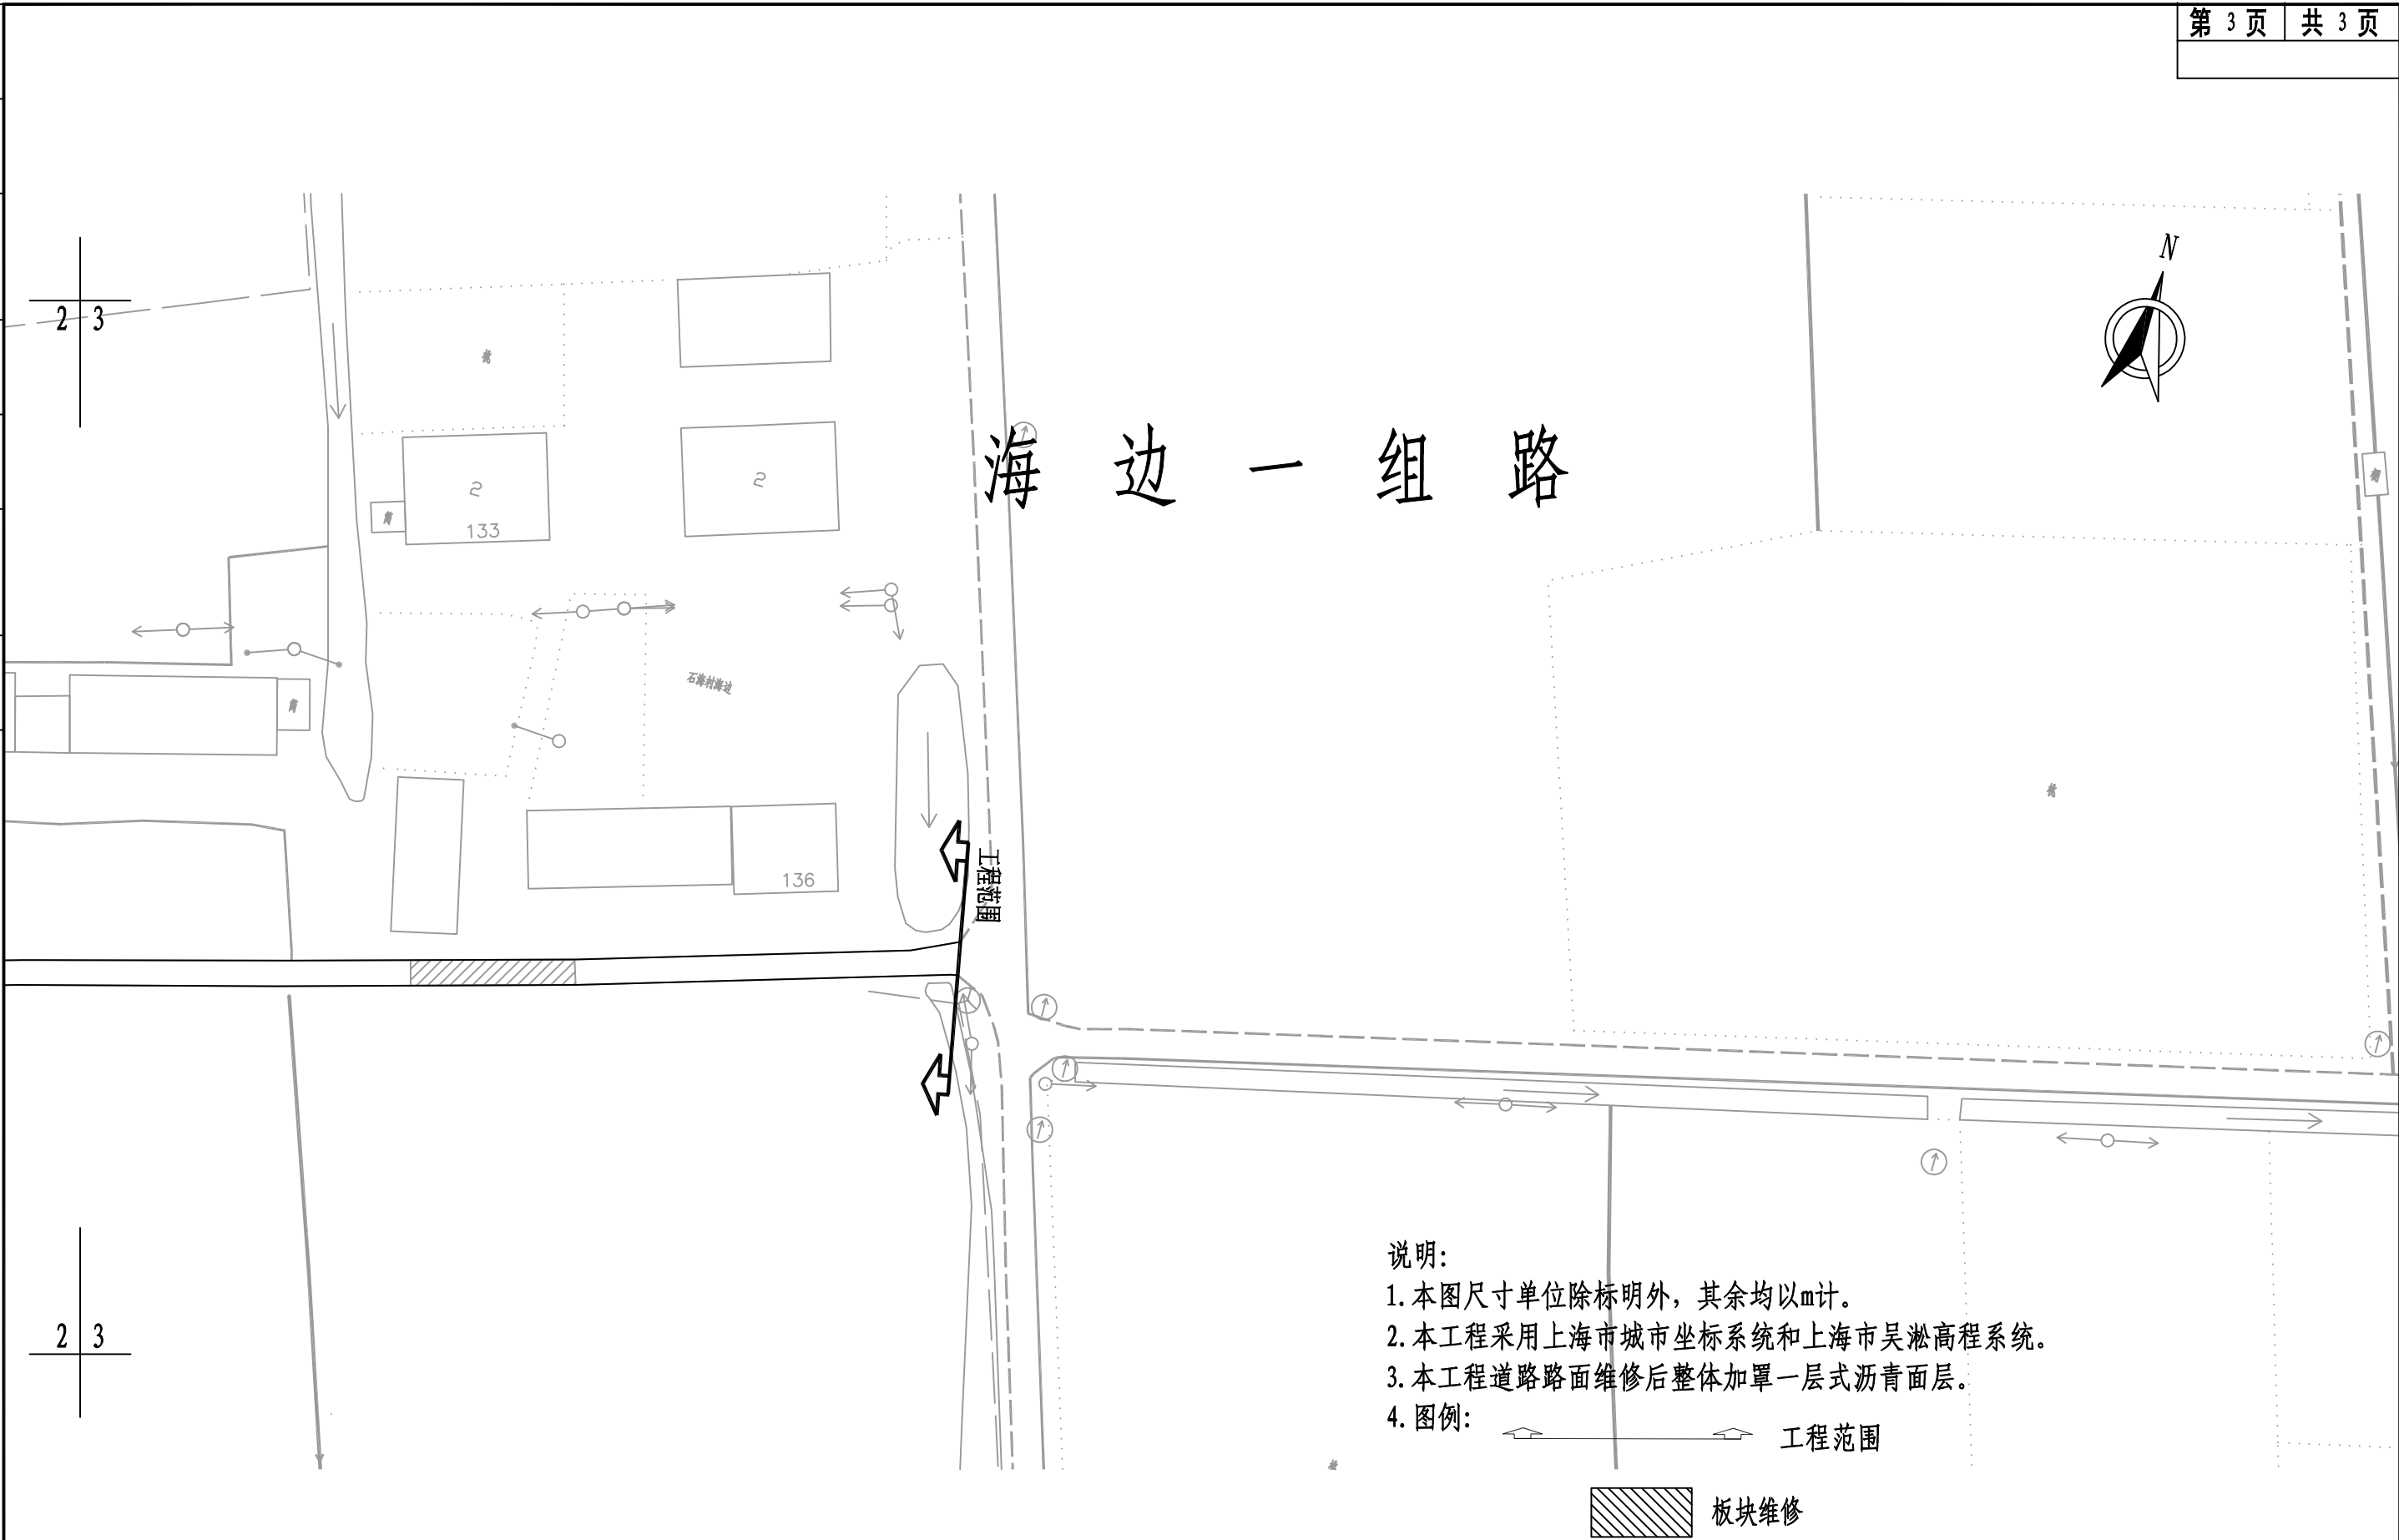 第 3 页 共 3 页
N
2 3
海 边 一 组 路
2
133
2
石海村海边
136
工程范围
2 3
说明:
1.本图尺寸单位除标明外，其余均以m计。
2.本工程采用上海市城市坐标系统和上海市吴淞高程系统。
3.本工程道路路面维修后整体加罩一层式沥青面层。
4.图例:
工程范围
板块维修